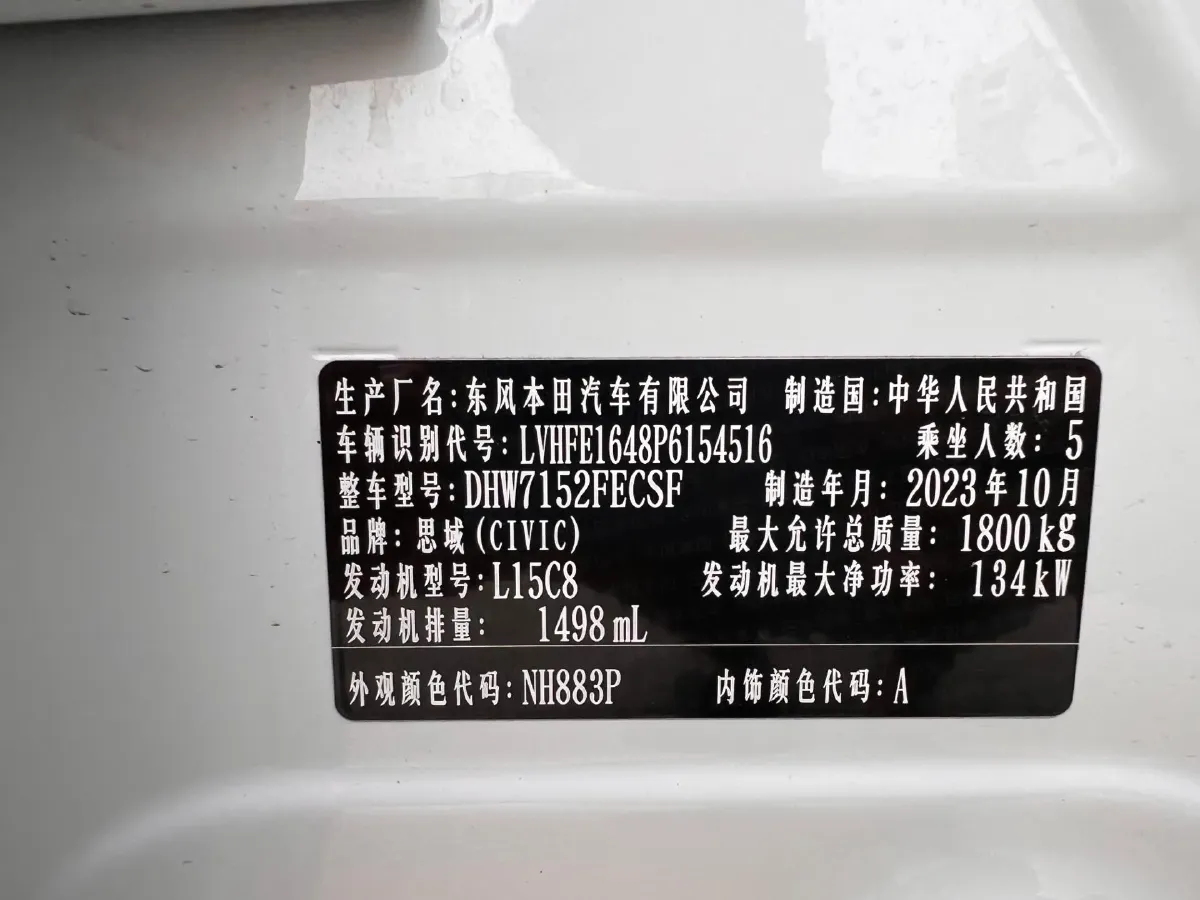 生产厂名:东风本田汽车有限公司 制造国:中华人民共和国
车辆识别代号:LVHFE1648P6154516 乘坐人数: 5
整车型号:DHW7152FECSF 制造年月: 2023年10月
品牌: 思域(CIVIC) 最大允许总质量: 1800kg
发动机型号:L15C8 发动机最大净功率: 134kW
发动机排量: 1498mL
外观颜色代码:NH883P 内饰颜色代码:A